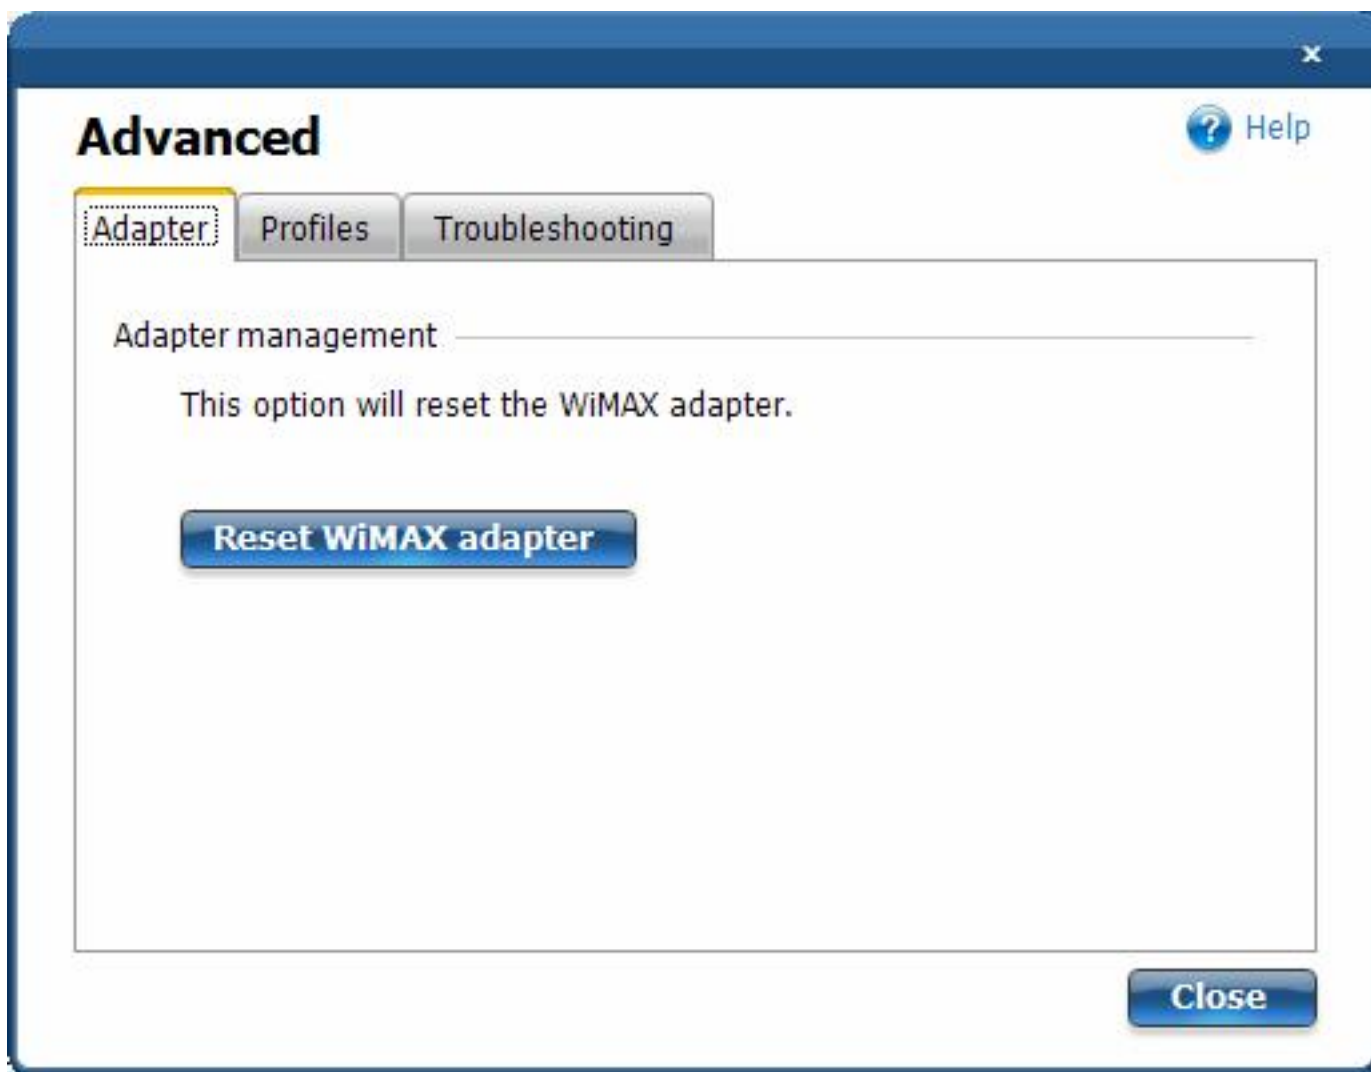 Advanced
Help
Adapter Profiles Troubleshooting
Adapter management
This option will reset the WiMAX adapter.
Reset WiMAX adapter
Close